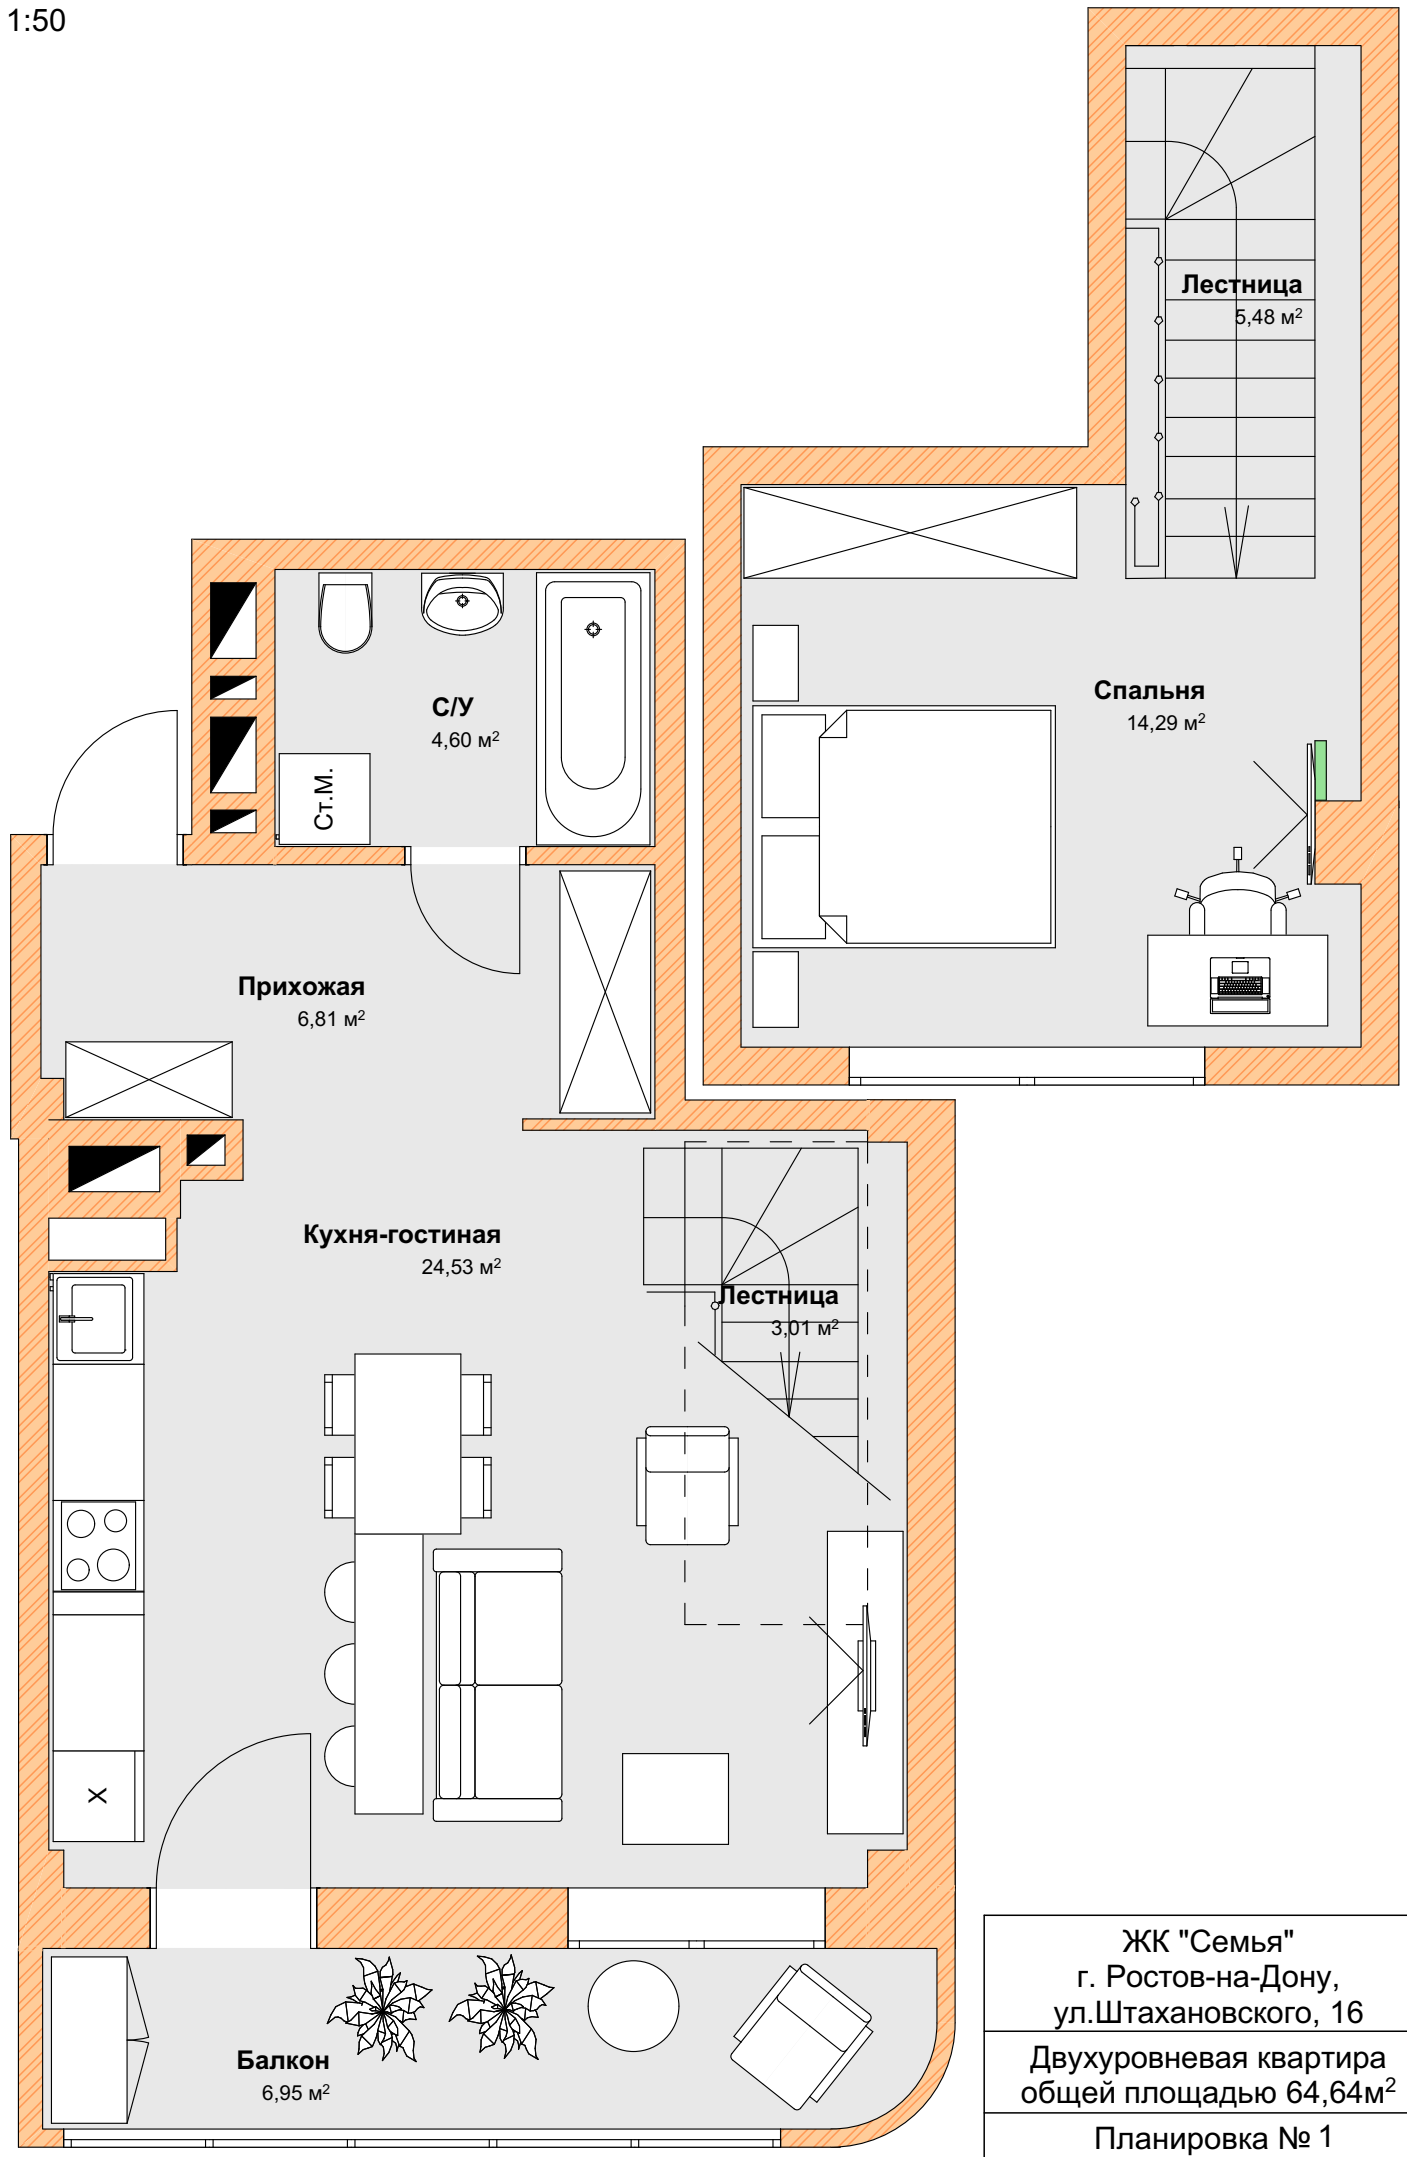 1:50
Лестница
5,48 м²
Спальня
14,29 м²
С/У
4,60 м²
Ст.М.
Прихожая
6,81 м²
Кухня-гостиная
24,53 м²
Лестница
3,01 м²
X
Балкон
6,95 м²
ЖК "Семья"
г. Ростов-на-Дону,
ул.Штахановского, 16
Двухуровневая квартира
общей площадью 64,64м²
Планировка № 1